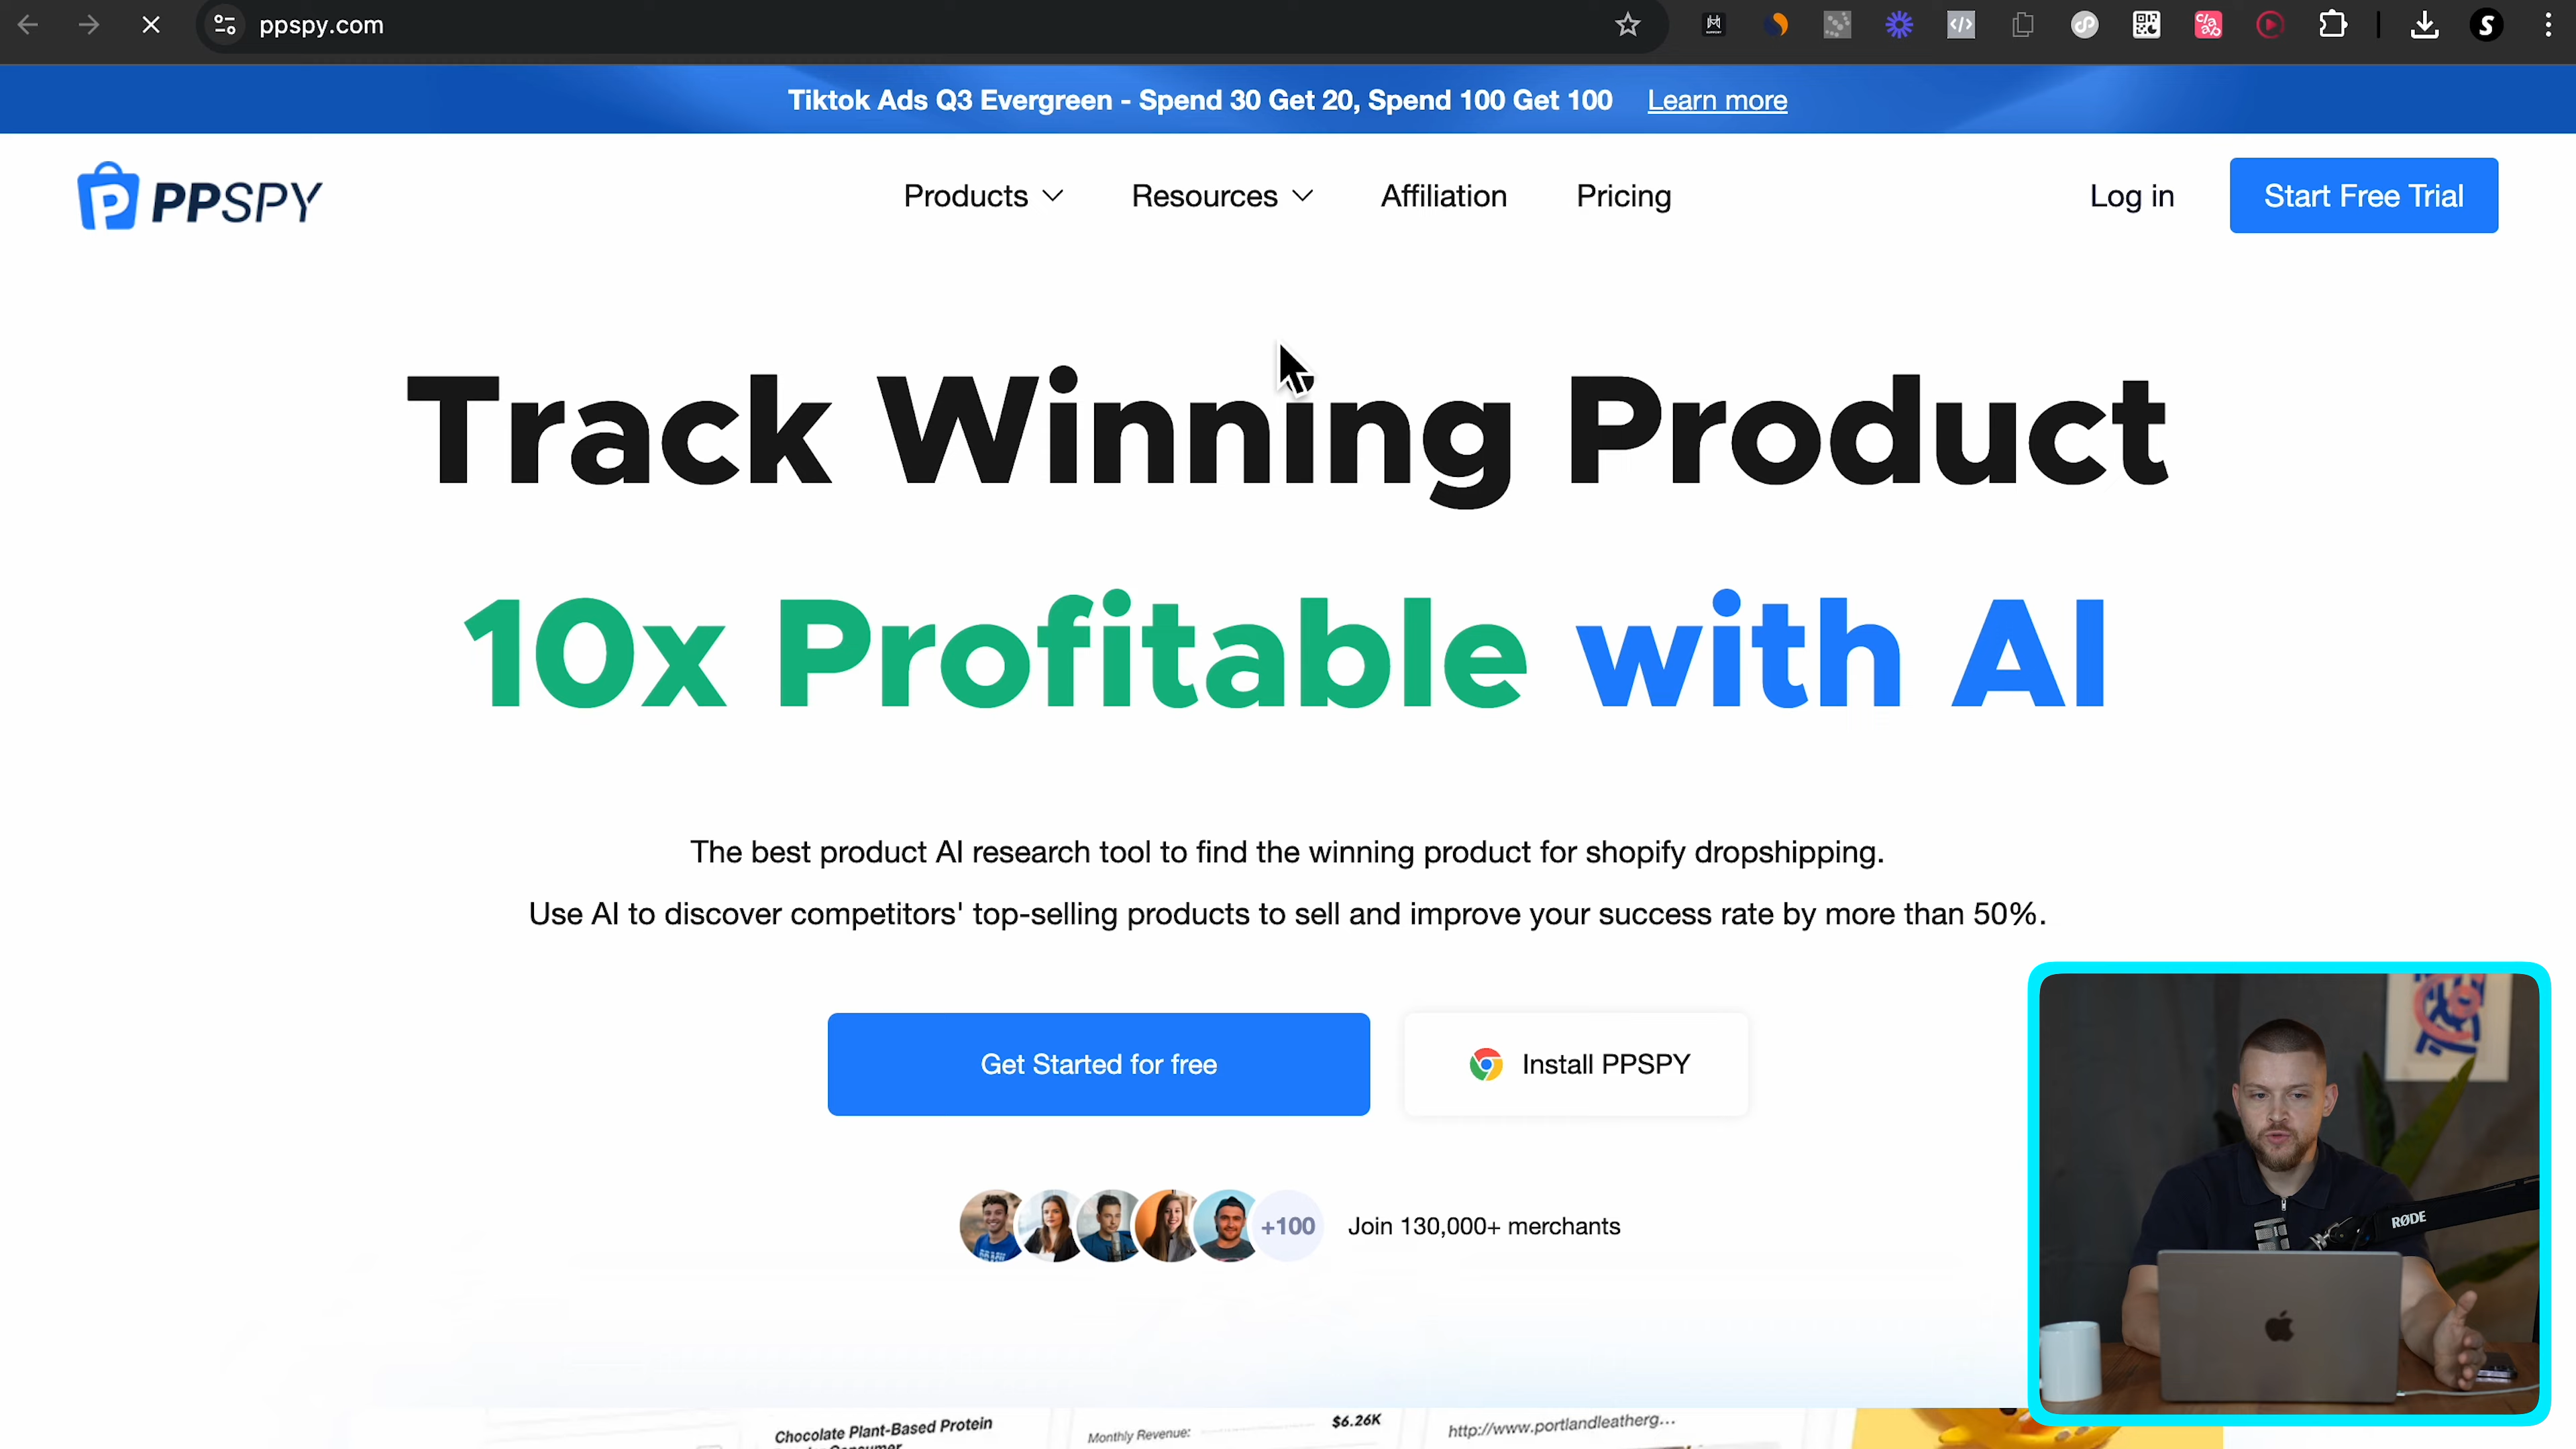 ppspy.com
Tiktok Ads Q3 Evergreen - Spend 30 Get 20, Spend 100 Get 100 Learn more
PPSPY
Products Resources Affiliation Pricing Log in Start Free Trial
Track Winning Product
10x Profitable with AI
The best product AI research tool to find the winning product for shopify dropshipping.
Use AI to discover competitors' top-selling products to sell and improve your success rate by more than 50%.
Get Started for free Install PPSPY
+100 Join 130,000+ merchants
RØDE
Chocolate Plant-Based Protein
Monthly Revenue: $6.26K
http://www.portlandleatherg...